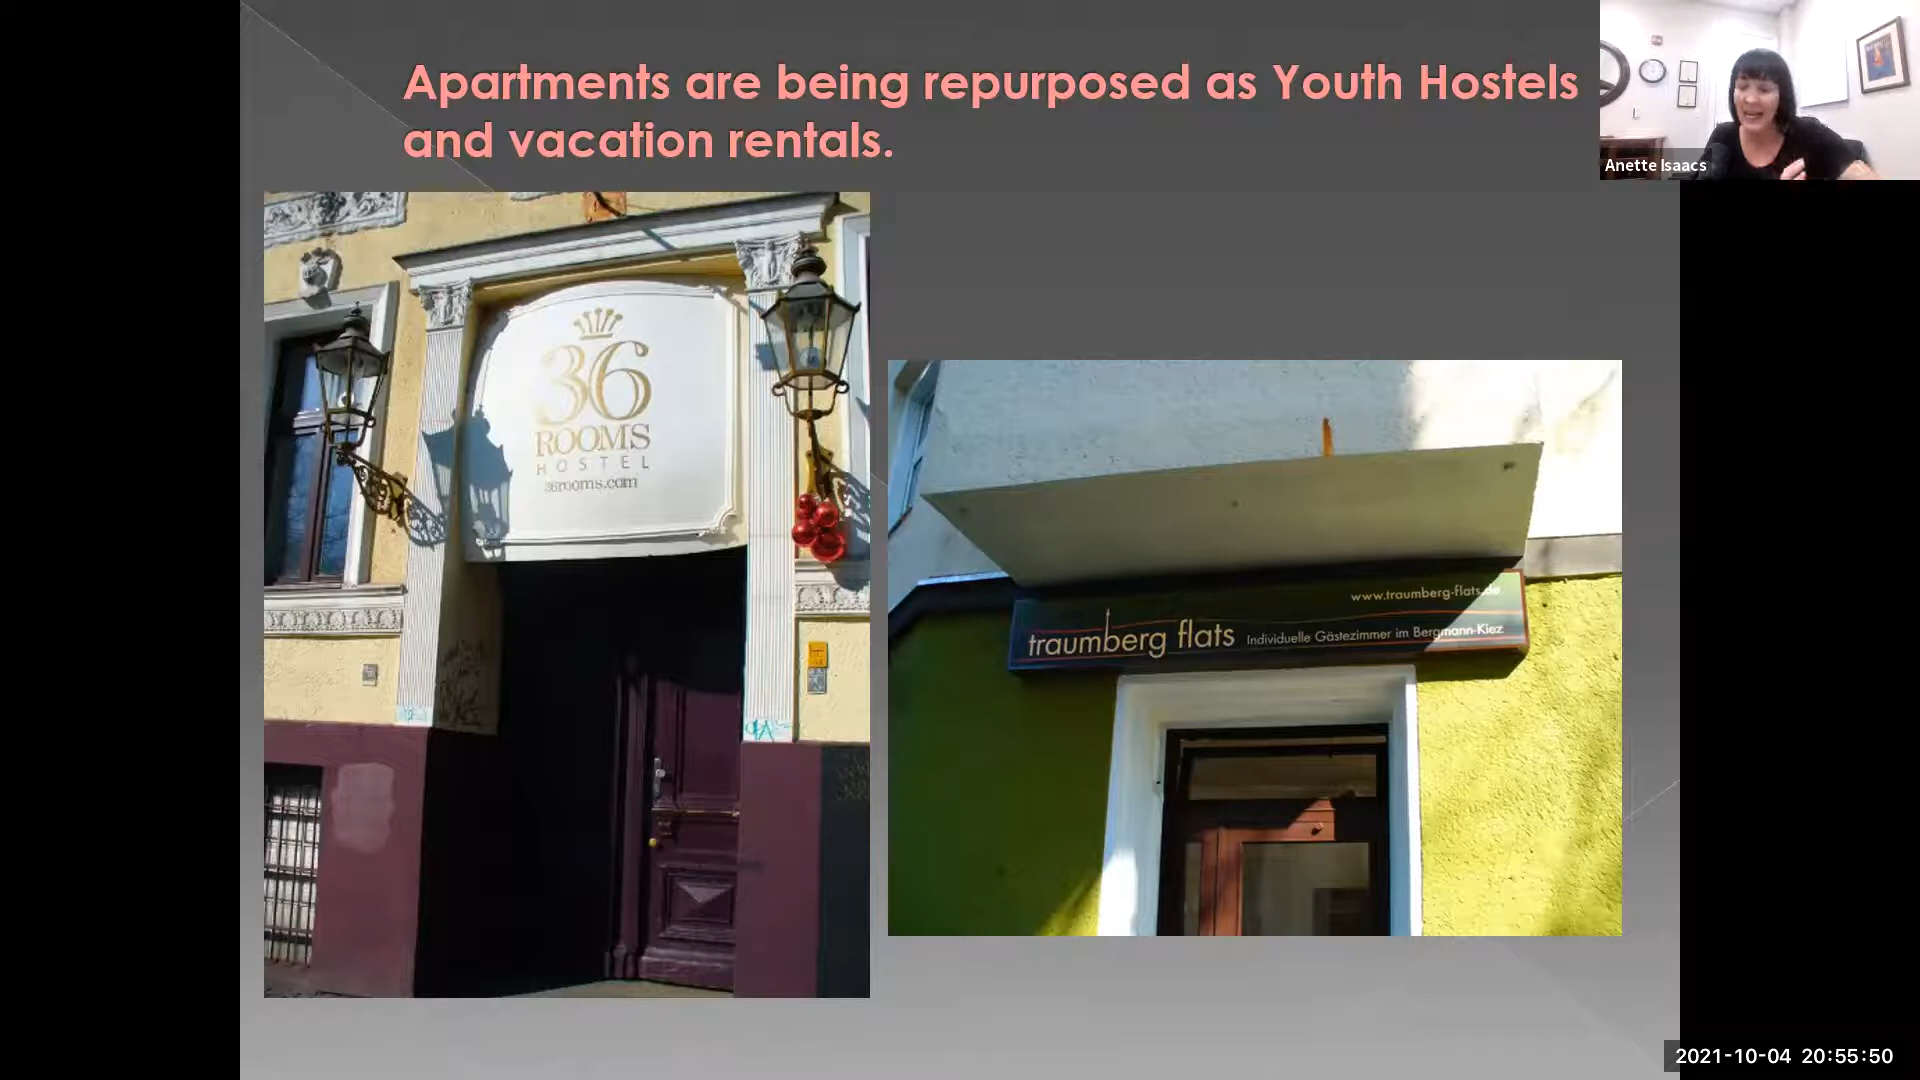 Apartments are being repurposed as Youth Hostels
and vacation rentals.
Anette Isaacs
36
ROOMS
HOSTEL
36rooms.com
www.traumberg-flats.de
traumberg flats Individuelle Gästezimmer im Bergmann-Kiez
2021-10-04 20:55:50